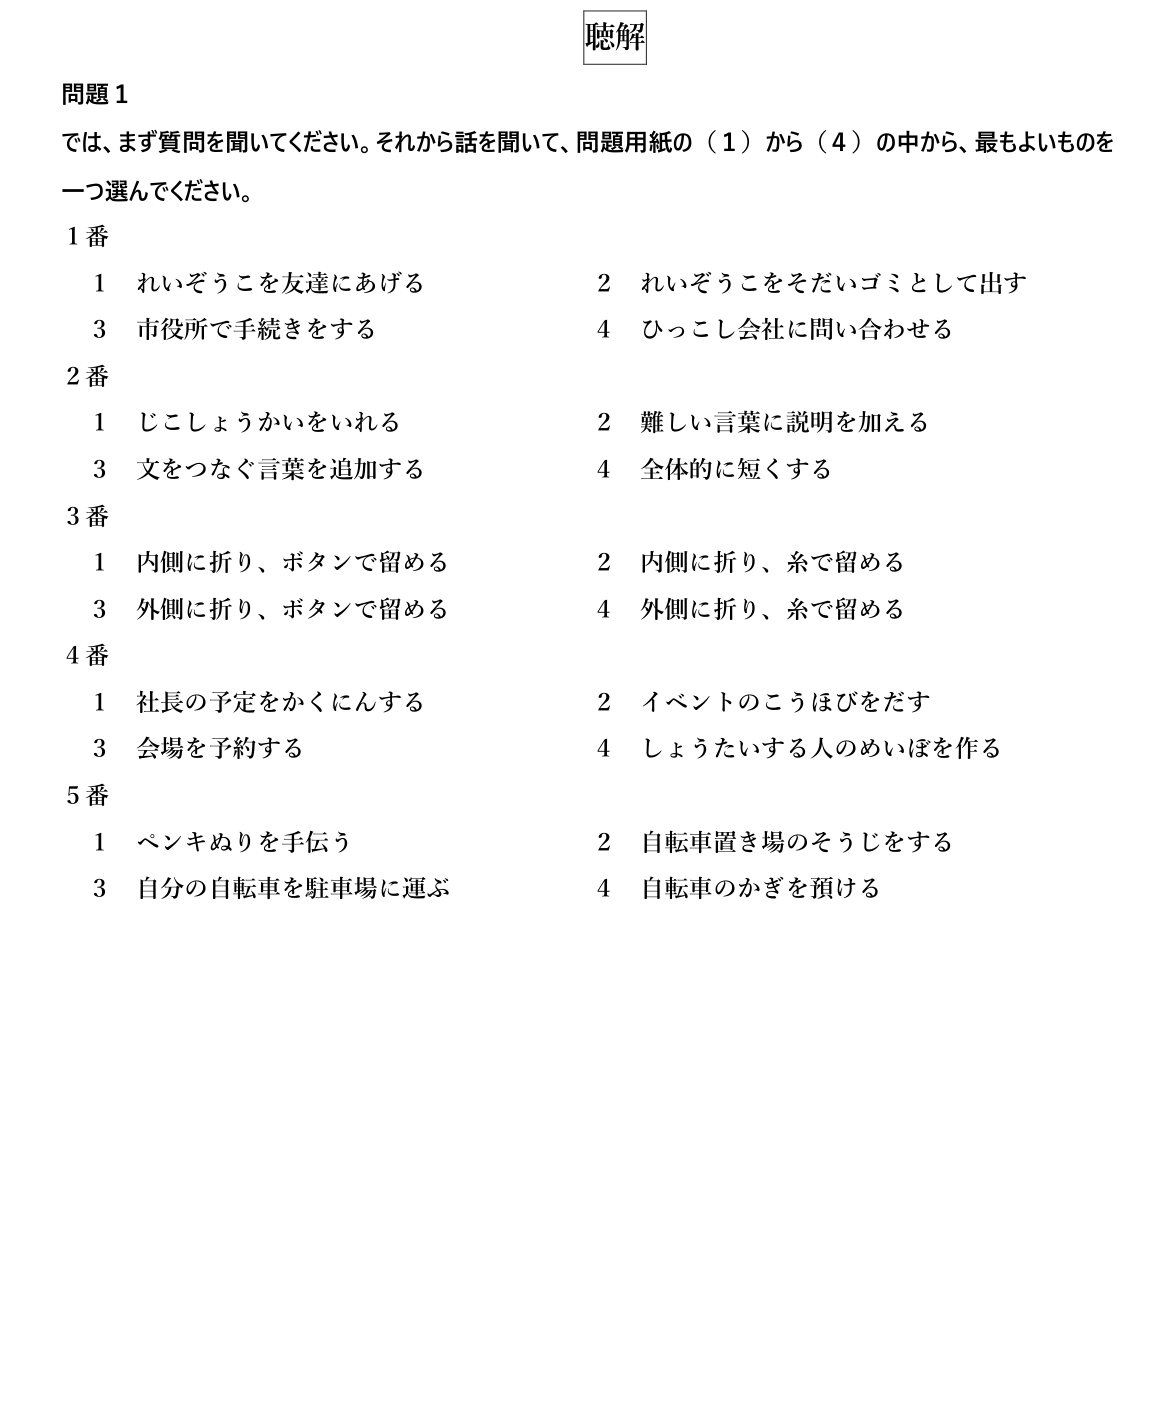 聴解
問題１
では、まず質問を聞いてください。それから話を聞いて、問題用紙の（１）から（４）の中から、最もよいものを
一つ選んでください。
１番
1　れいぞうこを友達にあげる　2　れいぞうこをそだいゴミとして出す
3　市役所で手続きをする　4　ひっこし会社に問い合わせる
２番
1　じこしょうかいをいれる　2　難しい言葉に説明を加える
3　文をつなぐ言葉を追加する　4　全体的に短くする
３番
1　内側に折り、ボタンで留める　2　内側に折り、糸で留める
3　外側に折り、ボタンで留める　4　外側に折り、糸で留める
４番
1　社長の予定をかくにんする　2　イベントのこうほびをだす
3　会場を予約する　4　しょうたいする人のめいぼを作る
５番
1　ペンキぬりを手伝う　2　自転車置き場のそうじをする
3　自分の自転車を駐車場に運ぶ　4　自転車のかぎを預ける